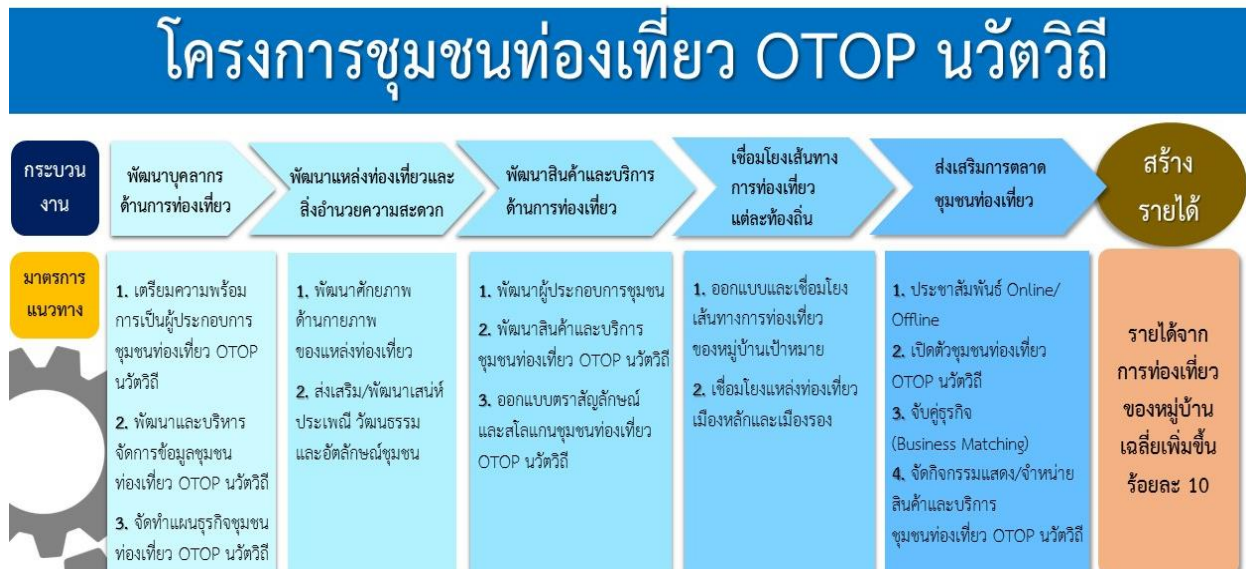 โครงการชุมชนท่องเที่ยว OTOP นวัตวิถี
กระบวน
งาน
พัฒนาบุคลากร
ด้านการท่องเที่ยว
พัฒนาแหล่งท่องเที่ยวและ
สิ่งอำนวยความสะดวก
พัฒนาสินค้าและบริการ
ด้านการท่องเที่ยว
เชื่อมโยงเส้นทาง
การท่องเที่ยว
แต่ละท้องถิ่น
ส่งเสริมการตลาด
ชุมชนท่องเที่ยว
สร้าง
รายได้
มาตรการ
แนวทาง
1. เตรียมความพร้อม
การเป็นผู้ประกอบการ
ชุมชนท่องเที่ยว OTOP
นวัตวิถี
2. พัฒนาและบริหาร
จัดการข้อมูลชุมชน
ท่องเที่ยว OTOP นวัตวิถี
3. จัดทำแผนธุรกิจชุมชน
ท่องเที่ยว OTOP นวัตวิถี
1. พัฒนาศักยภาพ
ด้านกายภาพ
ของแหล่งท่องเที่ยว
2. ส่งเสริม/พัฒนาเสน่ห์
ประเพณี วัฒนธรรม
และอัตลักษณ์ชุมชน
1. พัฒนาผู้ประกอบการชุมชน
2. พัฒนาสินค้าและบริการ
ชุมชนท่องเที่ยว OTOP นวัตวิถี
3. ออกแบบตราสัญลักษณ์
และสโลแกนชุมชนท่องเที่ยว
OTOP นวัตวิถี
1. ออกแบบและเชื่อมโยง
เส้นทางการท่องเที่ยว
ของหมู่บ้านเป้าหมาย
2. เชื่อมโยงแหล่งท่องเที่ยว
เมืองหลักและเมืองรอง
1. ประชาสัมพันธ์ Online/
Offline
2. เปิดตัวชุมชนท่องเที่ยว
OTOP นวัตวิถี
3. จับคู่ธุรกิจ
(Business Matching)
4. จัดกิจกรรมแสดง/จำหน่าย
สินค้าและบริการ
ชุมชนท่องเที่ยว OTOP นวัตวิถี
รายได้จาก
การท่องเที่ยว
ของหมู่บ้าน
เฉลี่ยเพิ่มขึ้น
ร้อยละ 10